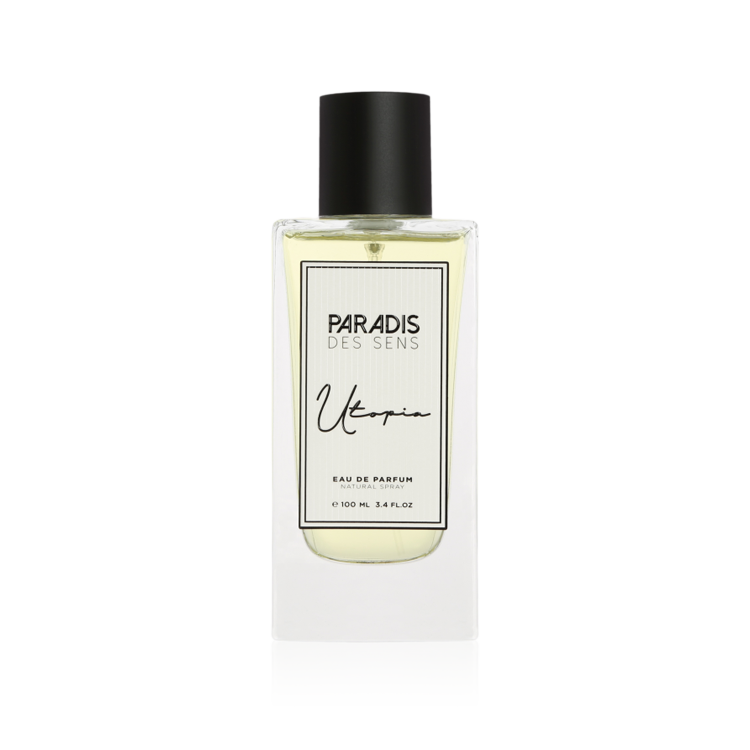 PARADIS
DES SENS
Utopia
EAU DE PARFUM
NATURAL SPRAY
℮ 100 ML 3.4 FL.OZ